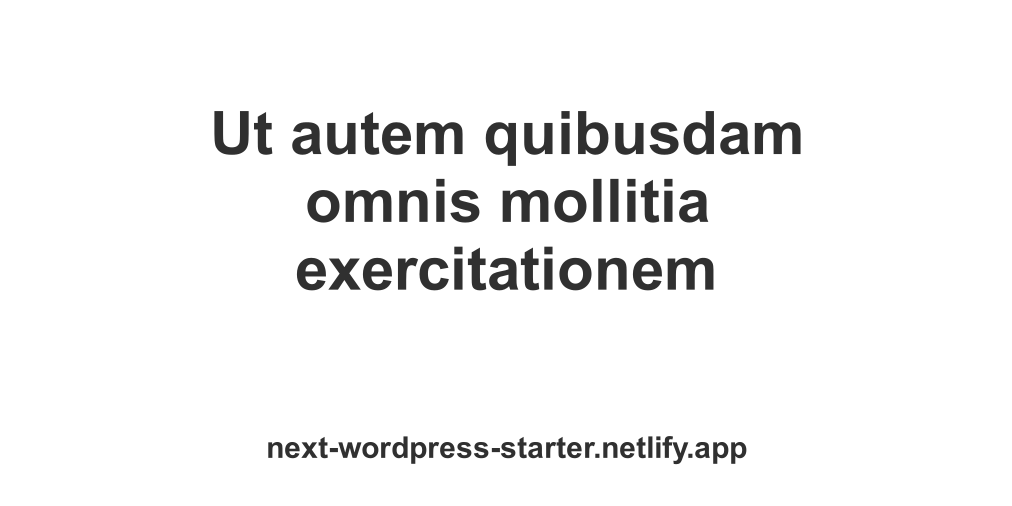 Ut autem quibusdam
omnis mollitia
exercitationem
next-wordpress-starter.netlify.app